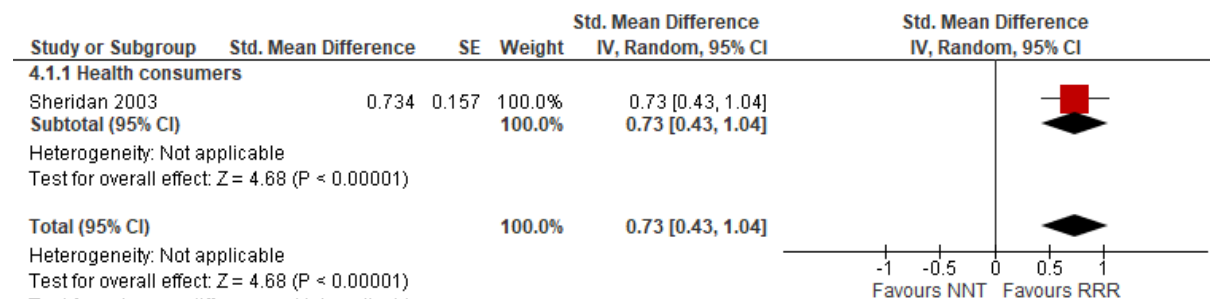 Std. Mean Difference Std. Mean Difference
Study or Subgroup Std. Mean Difference SE Weight IV, Random, 95% CI IV, Random, 95% CI
4.1.1 Health consumers
Sheridan 2003 0.734 0.157 100.0% 0.73 [0.43, 1.04]
Subtotal (95% CI) 100.0% 0.73 [0.43, 1.04]
Heterogeneity: Not applicable
Test for overall effect: Z = 4.68 (P < 0.00001)
Total (95% CI) 100.0% 0.73 [0.43, 1.04]
Heterogeneity: Not applicable
Test for overall effect: Z = 4.68 (P < 0.00001)
-1 -0.5 0 0.5 1
Favours NNT Favours RRR